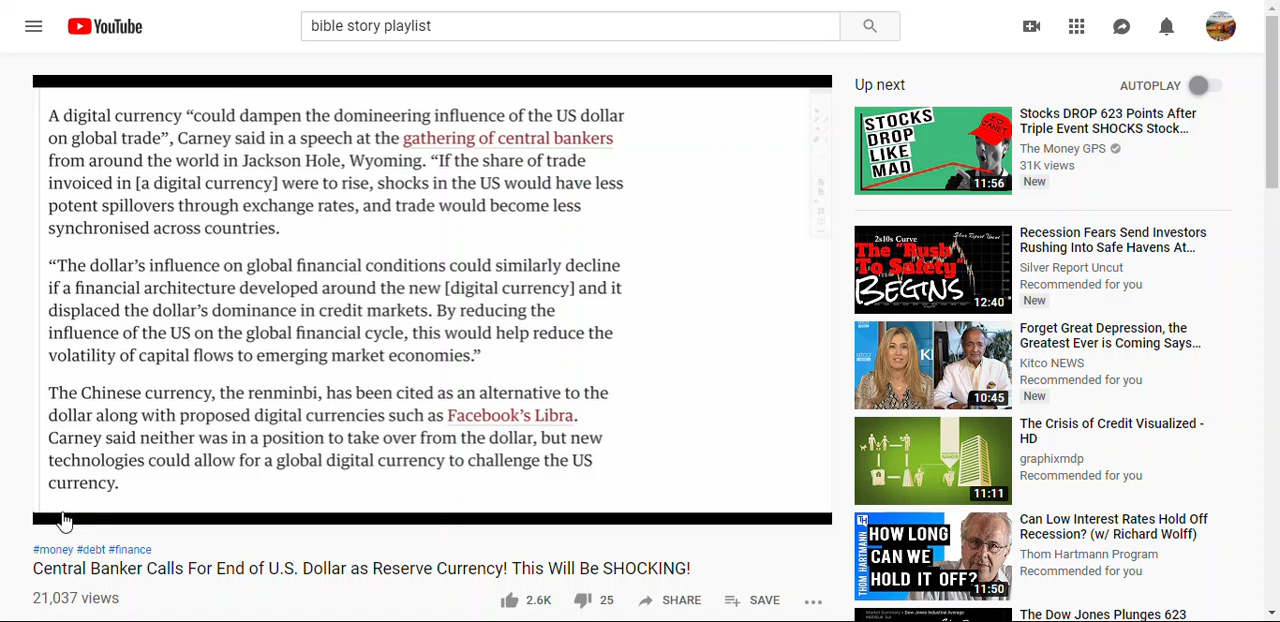 YouTube
bible story playlist
A digital currency “could dampen the domineering influence of the US dollar
on global trade”, Carney said in a speech at the gathering of central bankers
from around the world in Jackson Hole, Wyoming. “If the share of trade
invoiced in [a digital currency] were to rise, shocks in the US would have less
potent spillovers through exchange rates, and trade would become less
synchronised across countries.
“The dollar’s influence on global financial conditions could similarly decline
if a financial architecture developed around the new [digital currency] and it
displaced the dollar’s dominance in credit markets. By reducing the
influence of the US on the global financial cycle, this would help reduce the
volatility of capital flows to emerging market economies.”
The Chinese currency, the renminbi, has been cited as an alternative to the
dollar along with proposed digital currencies such as Facebook’s Libra.
Carney said neither was in a position to take over from the dollar, but new
technologies could allow for a global digital currency to challenge the US
currency.
#money #debt #finance
Central Banker Calls For End of U.S. Dollar as Reserve Currency! This Will Be SHOCKING!
21,037 views
2.6K
25
SHARE
SAVE
Up next
AUTOPLAY
STOCKS
DROP
LIKE
MAD
11:56
Stocks DROP 623 Points After
Triple Event SHOCKS Stock...
The Money GPS
31K views
New
2s10s Curve
Silver Report Uncut
The "Rush
To Safety"
BEGINS
12:40
Recession Fears Send Investors
Rushing Into Safe Havens At...
Silver Report Uncut
Recommended for you
New
10:45
Forget Great Depression, the
Greatest Ever is Coming Says...
Kitco NEWS
Recommended for you
New
11:11
The Crisis of Credit Visualized -
HD
graphixmdp
Recommended for you
THOM HARTMANN
HOW LONG
CAN WE
HOLD IT OFF?
11:50
Can Low Interest Rates Hold Off
Recession? (w/ Richard Wolff)
Thom Hartmann Program
Recommended for you
The Dow Jones Plunges 623